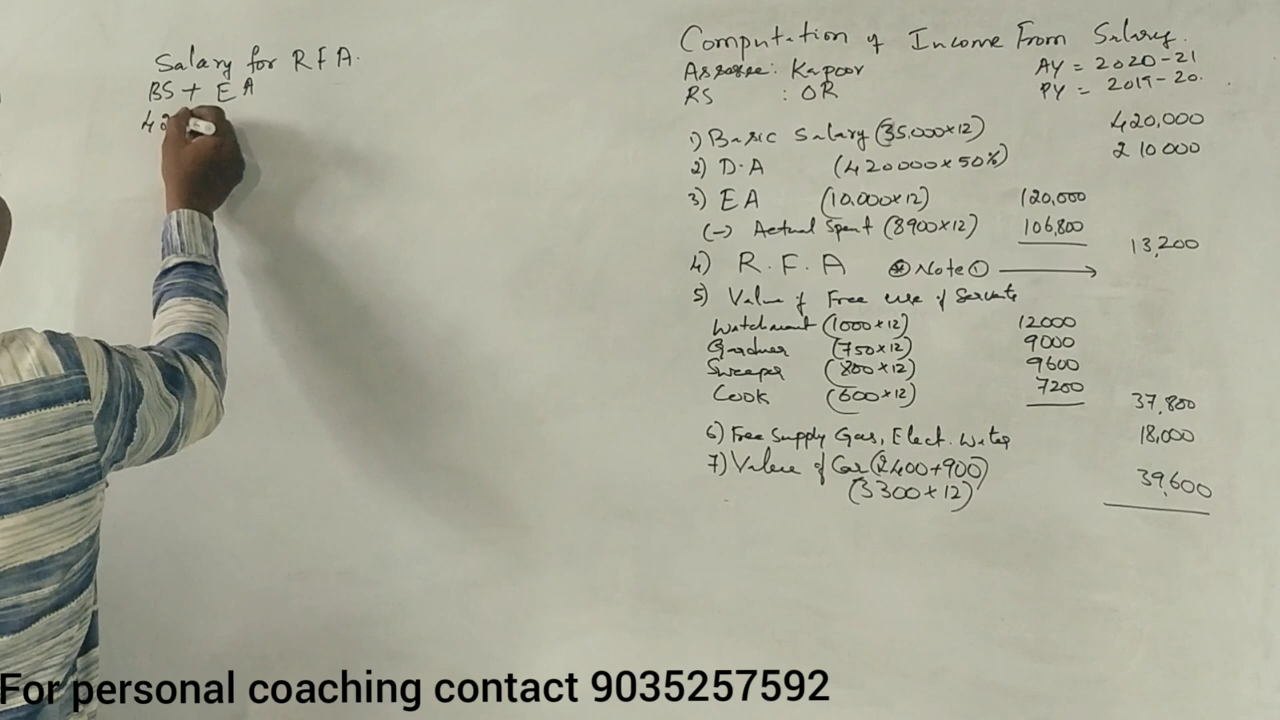 Salary for RFA.
BS + EA
42
Computation of Income From Salary.
Assessee: Kapoor AY = 2020-21
RS : OR PY = 2019-20.
1) Basic Salary (35,000×12) 420,000
2) D.A (420000×50%) 210000
3) EA (10,000×12) 120,000
(-) Actual Spent (8900×12) 106,800 13,200
4) R.F.A Note ① →
5) Value of Free use of Servants
Watchmant (1000×12) 12000
Gardner (750×12) 9000
Sweeper (800×12) 9600
Cook (600×12) 7200 37,800
6) Free Supply Gas, Elect. Water 18,000
7) Value of Car (2400+900)
(3300×12) 39,600
For personal coaching contact 9035257592